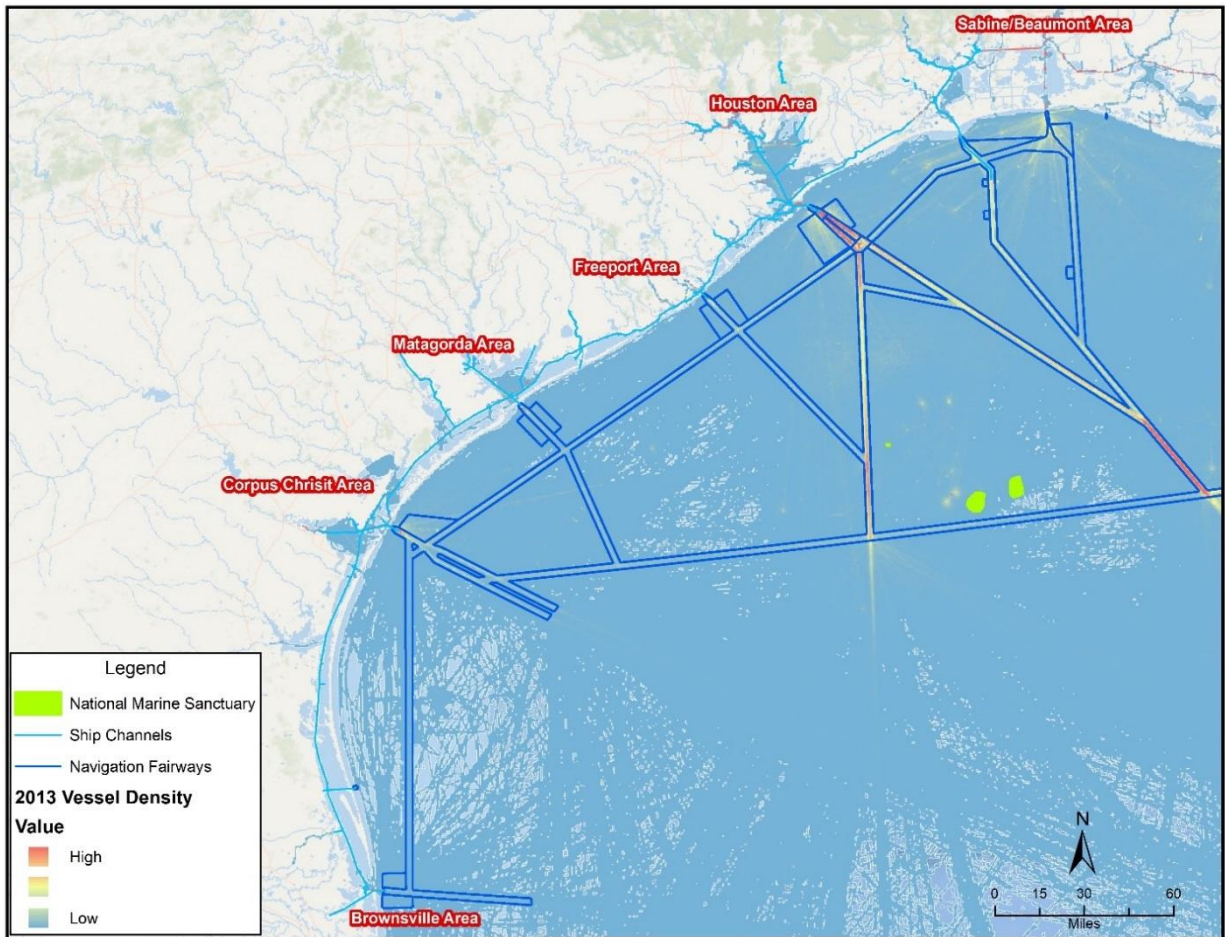 Sabine/Beaumont Area
Houston Area
Freeport Area
Matagorda Area
Corpus Chrisit Area
Brownsville Area
Legend
National Marine Sanctuary
Ship Channels
Navigation Fairways
2013 Vessel Density
Value
High
Low
N
0 15 30 60
Miles